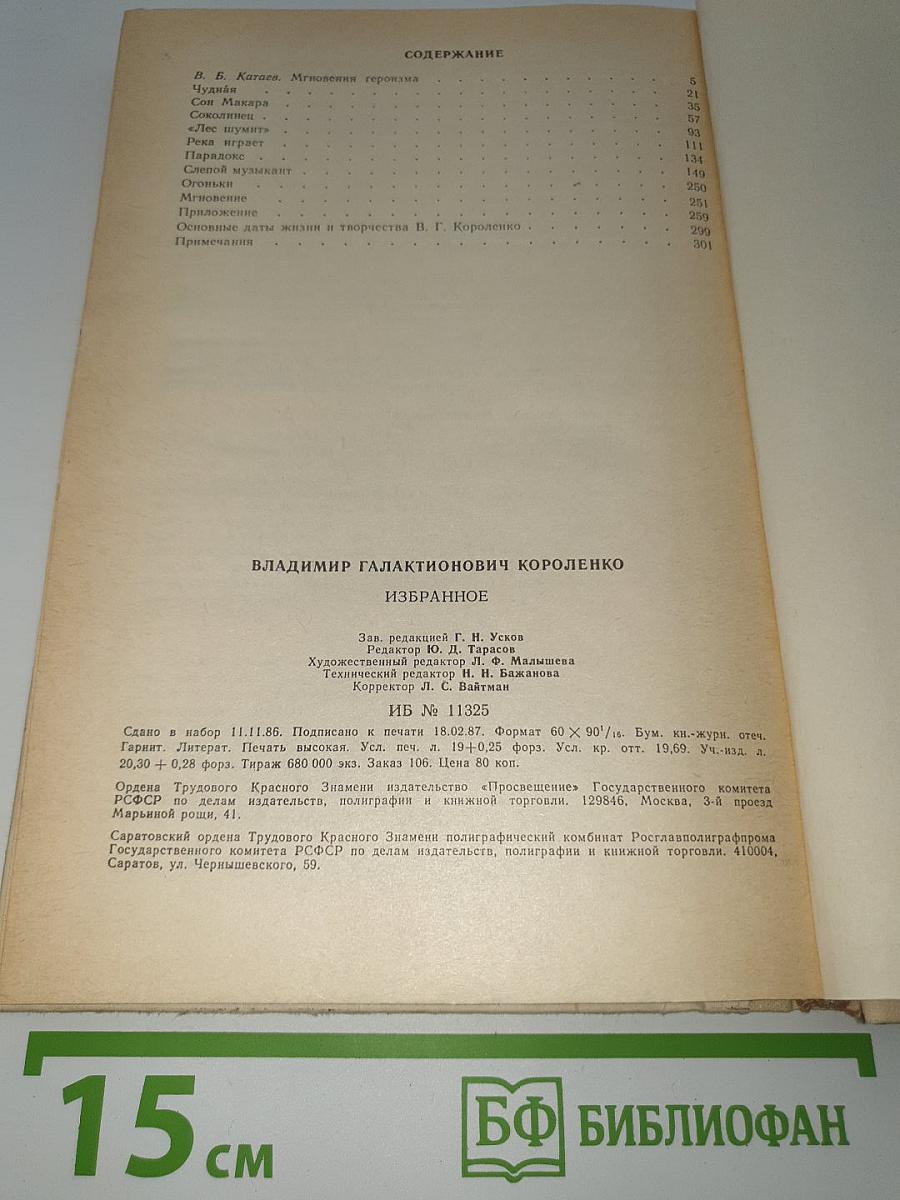 СОДЕРЖАНИЕ
В. Б. Катаев. Мгновения героизма . . . . . . . . . . 5
Чудна́я . . . . . . . . . . 21
Сон Макара . . . . . . . . . . 35
Соколинец . . . . . . . . . . 57
«Лес шумит» . . . . . . . . . . 93
Река играет . . . . . . . . . . 111
Парадокс . . . . . . . . . . 134
Слепой музыкант . . . . . . . . . . 149
Огоньки . . . . . . . . . . 250
Мгновение . . . . . . . . . . 251
Приложение . . . . . . . . . . 259
Основные даты жизни и творчества В. Г. Короленко . . . . . . 299
Примечания . . . . . . . . . . 301
ВЛАДИМИР ГАЛАКТИОНОВИЧ КОРОЛЕНКО
ИЗБРАННОЕ
Зав. редакцией Г. Н. Усков
Редактор Ю. Д. Тарасов
Художественный редактор Л. Ф. Малышева
Технический редактор Н. Н. Бажанова
Корректор Л. С. Вайтман
ИБ № 11325
Сдано в набор 11.11.86. Подписано к печати 18.02.87. Формат 60 × 90 1/16. Бум. кн.-журн. отеч.
Гарнит. Литерат. Печать высокая. Усл. печ. л. 19+0,25 форз. Усл. кр. отт. 19,69. Уч.-изд. л.
20,30 + 0,28 форз. Тираж 680 000 экз. Заказ 106. Цена 80 коп.
Ордена Трудового Красного Знамени издательство «Просвещение» Государственного комитета
РСФСР по делам издательств, полиграфии и книжной торговли. 129846, Москва, 3-й проезд
Марьиной рощи, 41.
Саратовский ордена Трудового Красного Знамени полиграфический комбинат Росглавполиграфпрома
Государственного комитета РСФСР по делам издательств, полиграфии и книжной торговли. 410004,
Саратов, ул. Чернышевского, 59.
15 см
БФ БИБЛИОФАН